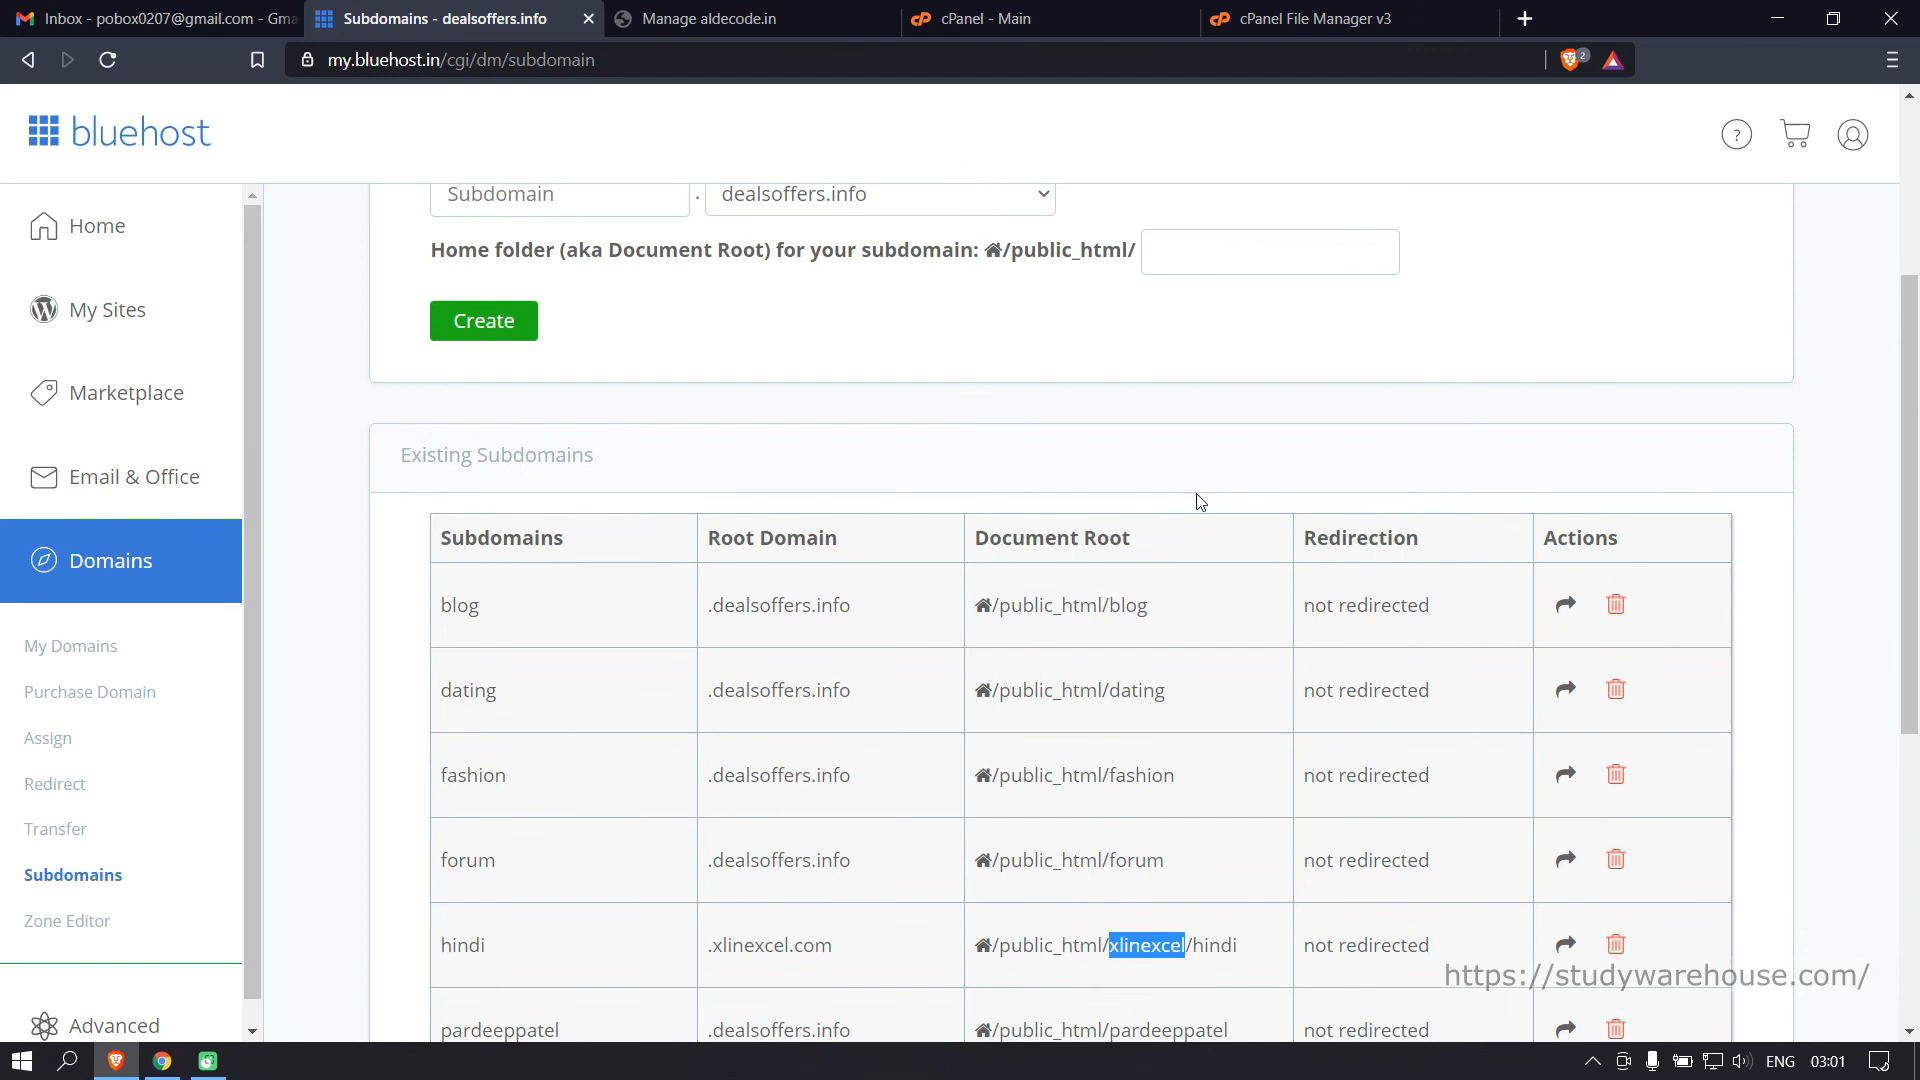 Inbox - pobox0207@gmail.com - Gma
Subdomains - dealsoffers.info
Manage aldecode.in
cPanel - Main
cPanel File Manager v3
my.bluehost.in/cgi/dm/subdomain
2
bluehost
?
Home
My Sites
Marketplace
Email & Office
Domains
My Domains
Purchase Domain
Assign
Redirect
Transfer
Subdomains
Zone Editor
Advanced
Subdomain . dealsoffers.info
Home folder (aka Document Root) for your subdomain: /public_html/
Create
Existing Subdomains
Subdomains Root Domain Document Root Redirection Actions
blog .dealsoffers.info /public_html/blog not redirected
dating .dealsoffers.info /public_html/dating not redirected
fashion .dealsoffers.info /public_html/fashion not redirected
forum .dealsoffers.info /public_html/forum not redirected
hindi .xlinexcel.com /public_html/xlinexcel/hindi not redirected
https://studywarehouse.com/
pardeeppatel .dealsoffers.info /public_html/pardeeppatel not redirected
ENG 03:01